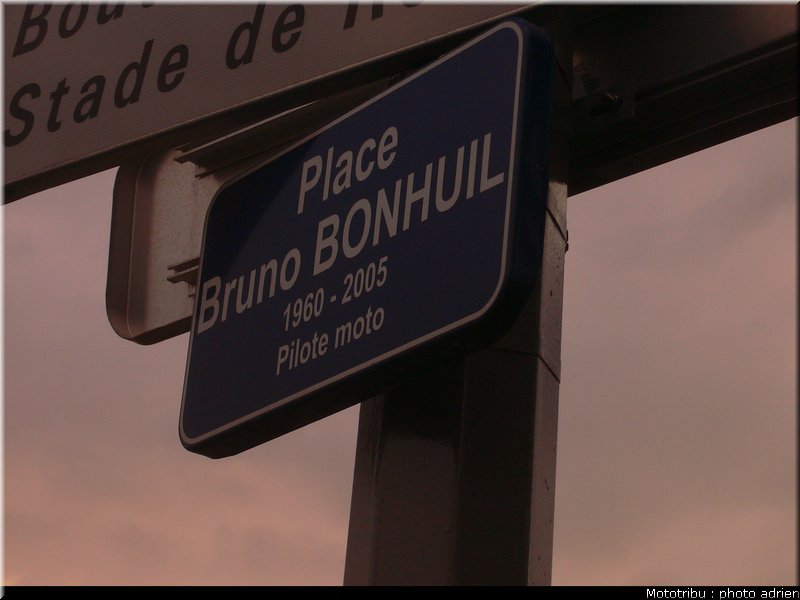 Stade de
Place
Bruno BONHUIL
1960 - 2005
Pilote moto
Mototribu : photo adrien